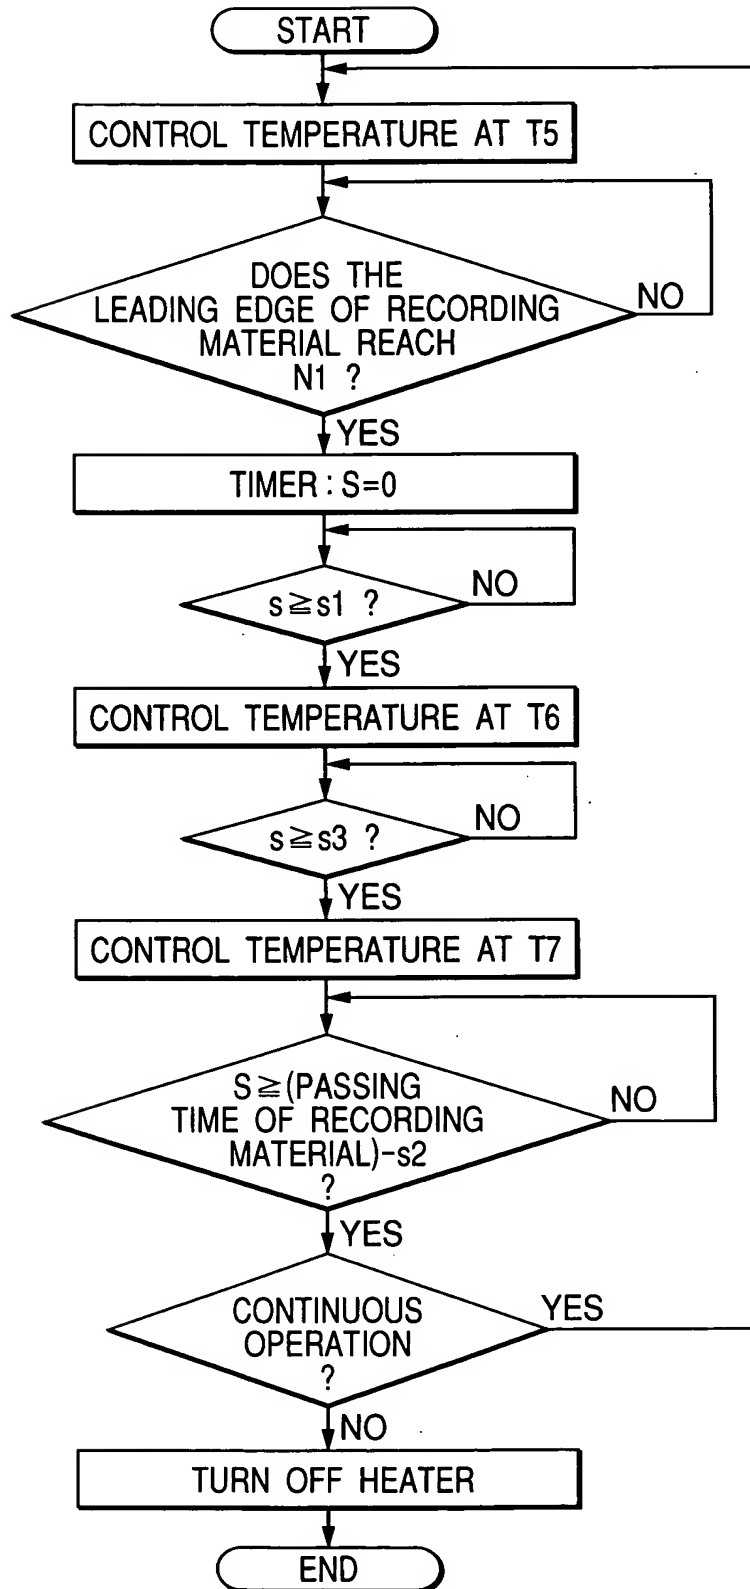 START
CONTROL TEMPERATURE AT T5
DOES THE
LEADING EDGE OF RECORDING
MATERIAL REACH
N1 ?
NO
YES
TIMER : S=0
s≧s1 ?
NO
YES
CONTROL TEMPERATURE AT T6
s≧s3 ?
NO
YES
CONTROL TEMPERATURE AT T7
S≧(PASSING
TIME OF RECORDING
MATERIAL)-s2
?
NO
YES
CONTINUOUS
OPERATION
?
YES
NO
TURN OFF HEATER
END